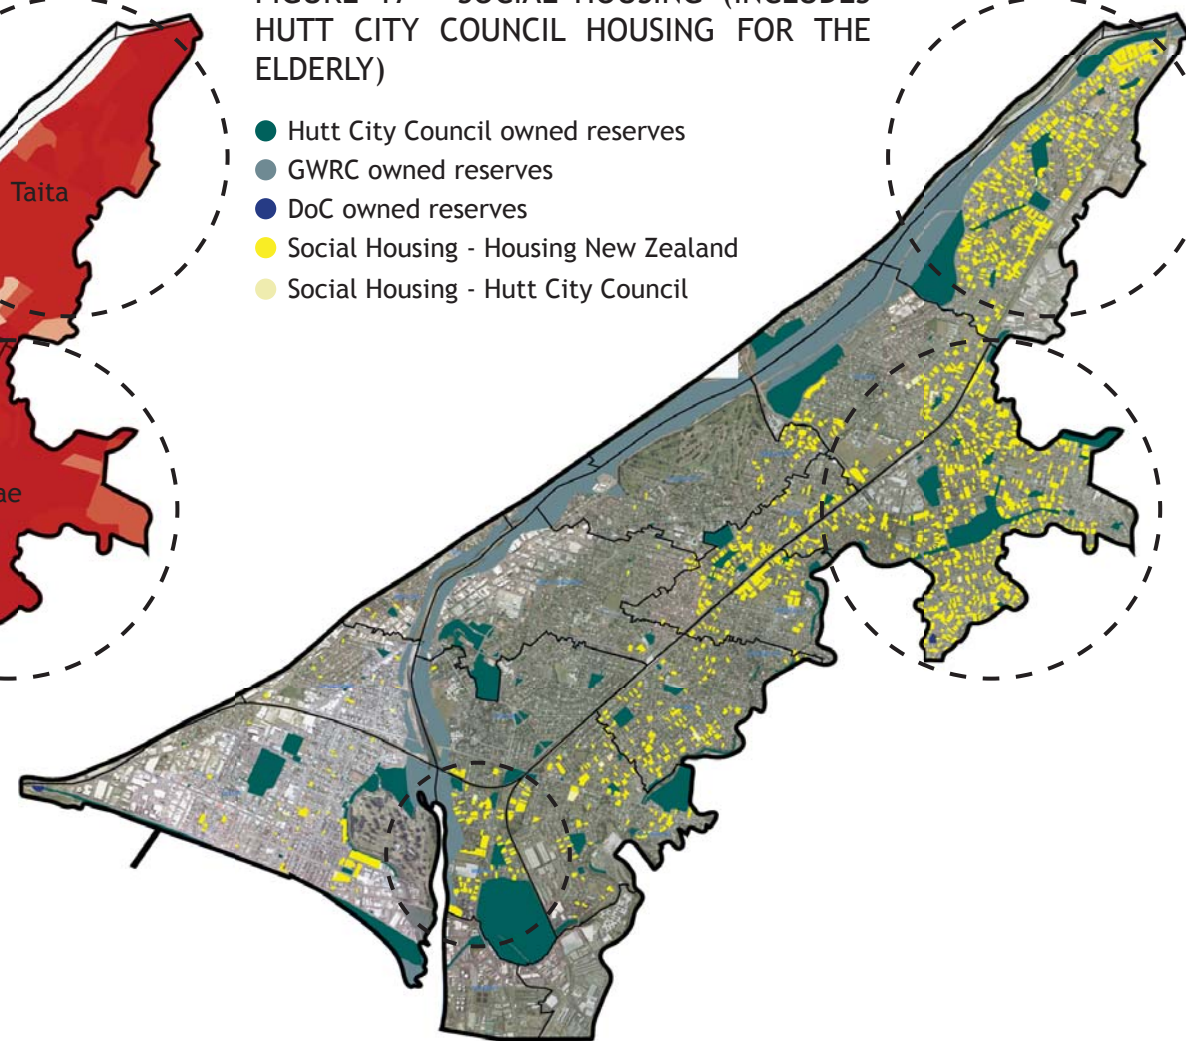 HUTT CITY COUNCIL HOUSING FOR THE
ELDERLY)
Hutt City Council owned reserves
GWRC owned reserves
DoC owned reserves
Social Housing - Housing New Zealand
Social Housing - Hutt City Council
Taita
ae